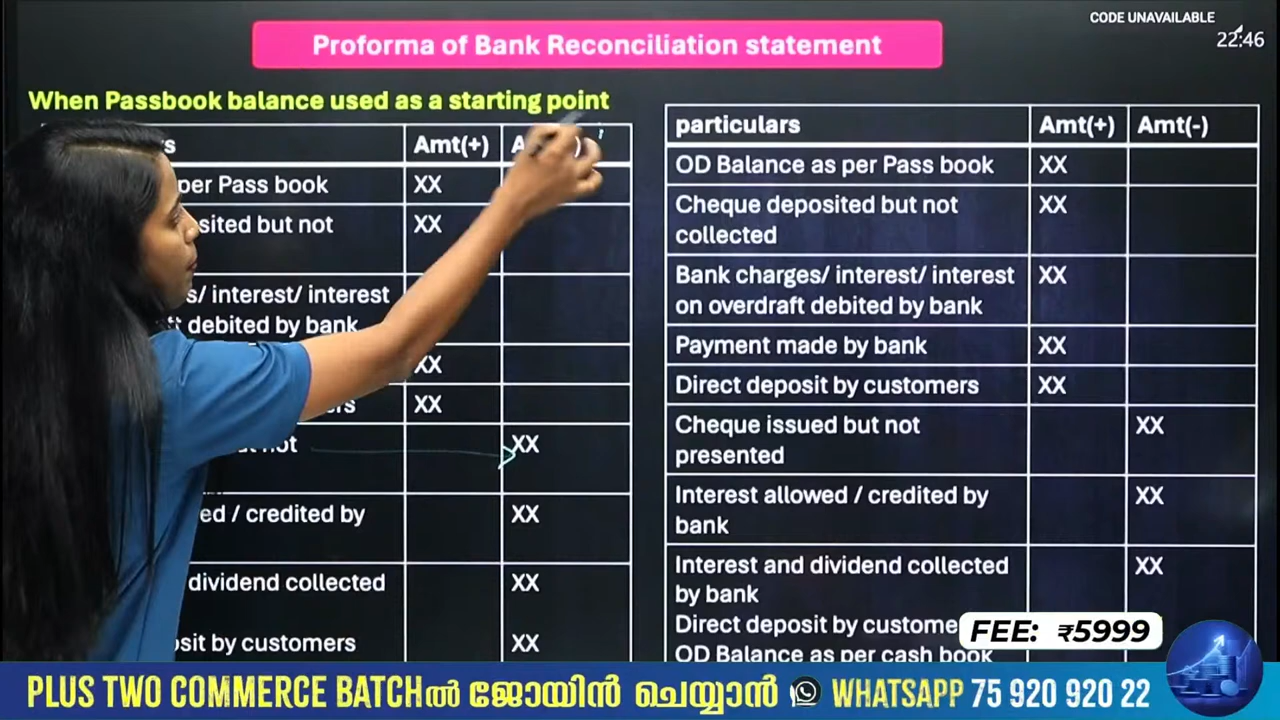 CODE UNAVAILABLE
22:46
Proforma of Bank Reconciliation statement
When Passbook balance used as a starting point
Amt(+)
per Pass book XX
but not XX
interest/ interest
debited by bank
XX
XX
XX
/ credited by XX
dividend collected XX
by customers XX
particulars Amt(+) Amt(-)
OD Balance as per Pass book XX
Cheque deposited but not XX
collected
Bank charges/ interest/ interest XX
on overdraft debited by bank
Payment made by bank XX
Direct deposit by customers XX
Cheque issued but not XX
presented
Interest allowed / credited by XX
bank
Interest and dividend collected XX
by bank
Direct deposit by
OD Balance as per cash book
FEE: ₹5999
PLUS TWO COMMERCE BATCHൽ ജോയിൻ ചെയ്യാൻ WHATSAPP 75 920 920 22